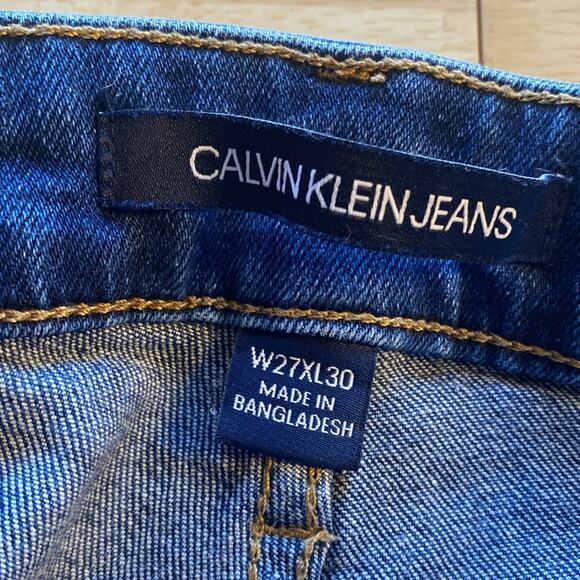 CALVIN KLEIN JEANS
W27XL30
MADE IN
BANGLADESH